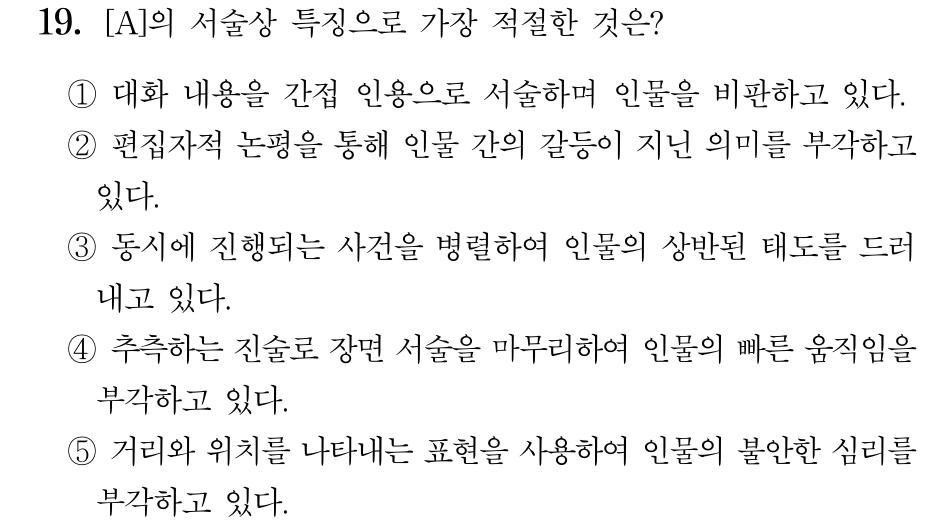 19. [A]의 서술상 특징으로 가장 적절한 것은?
① 대화 내용을 간접 인용으로 서술하며 인물을 비판하고 있다.
② 편집자적 논평을 통해 인물 간의 갈등이 지닌 의미를 부각하고
있다.
③ 동시에 진행되는 사건을 병렬하여 인물의 상반된 태도를 드러
내고 있다.
④ 추측하는 진술로 장면 서술을 마무리하여 인물의 빠른 움직임을
부각하고 있다.
⑤ 거리와 위치를 나타내는 표현을 사용하여 인물의 불안한 심리를
부각하고 있다.